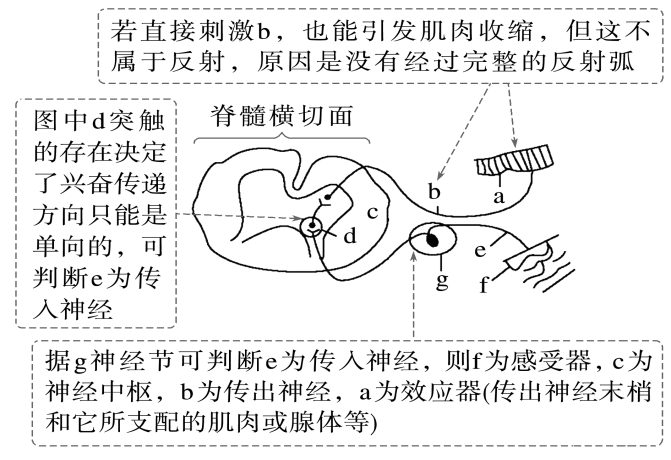 若直接刺激b，也能引发肌肉收缩，但这不
属于反射，原因是没有经过完整的反射弧
图中d突触
的存在决定
了兴奋传递
方向只能是
单向的，可
判断e为传
入神经
脊髓横切面
a
b
c
d
e
f
g
据g神经节可判断e为传入神经，则f为感受器，c为
神经中枢，b为传出神经，a为效应器(传出神经末梢
和它所支配的肌肉或腺体等)